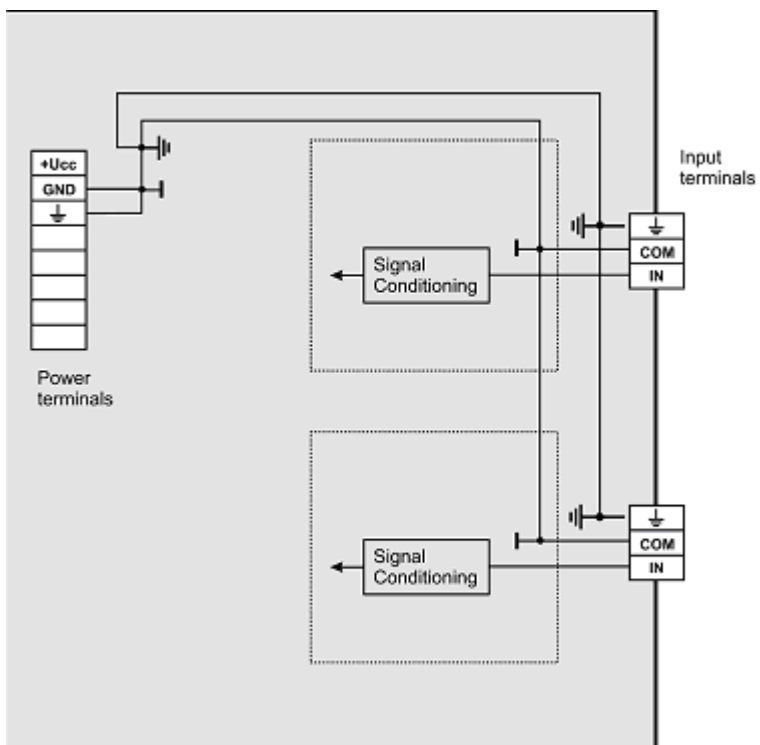 +Ucc
GND
Power
terminals
Signal
Conditioning
Input
terminals
COM
IN
Signal
Conditioning
COM
IN